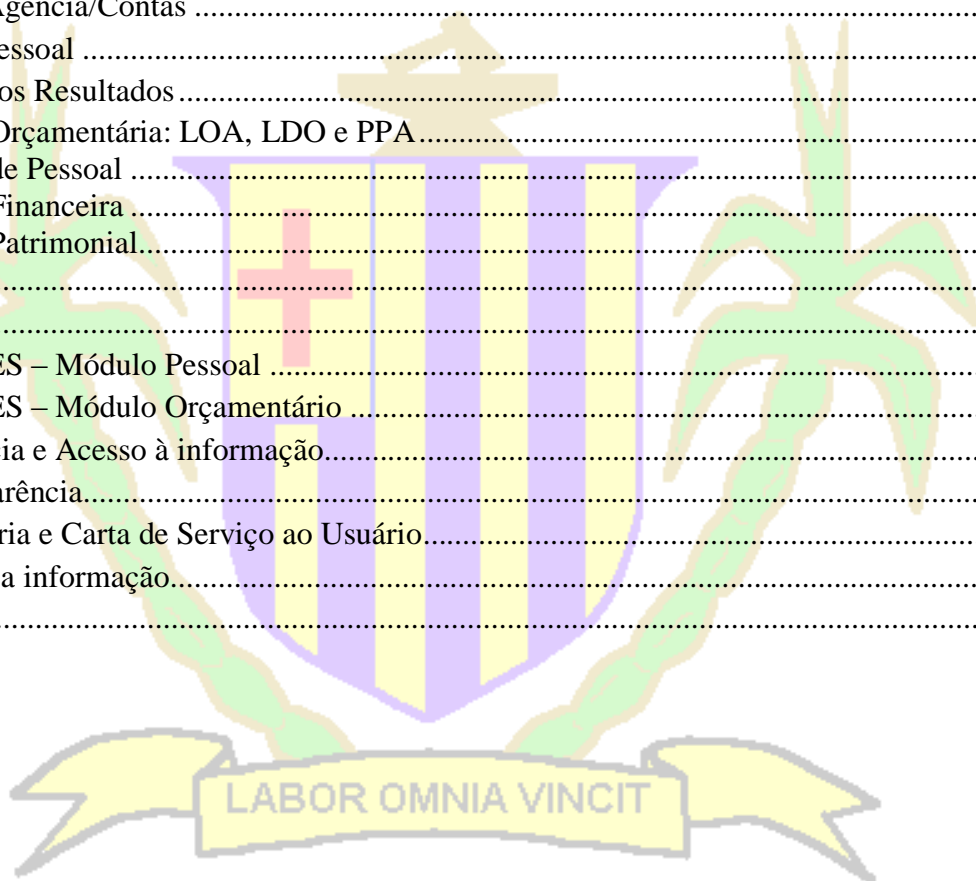 Agência/Contas ....................................................................................................
essoal ....................................................................................................
os Resultados ....................................................................................................
Orçamentária: LOA, LDO e PPA ....................................................................................................
de Pessoal ....................................................................................................
Financeira ....................................................................................................
Patrimonial ....................................................................................................
....................................................................................................
....................................................................................................
ES – Módulo Pessoal ....................................................................................................
ES – Módulo Orçamentário ....................................................................................................
ia e Acesso à informação ....................................................................................................
arência ....................................................................................................
ria e Carta de Serviço ao Usuário ....................................................................................................
a informação ....................................................................................................
....................................................................................................
LABOR OMNIA VINCIT